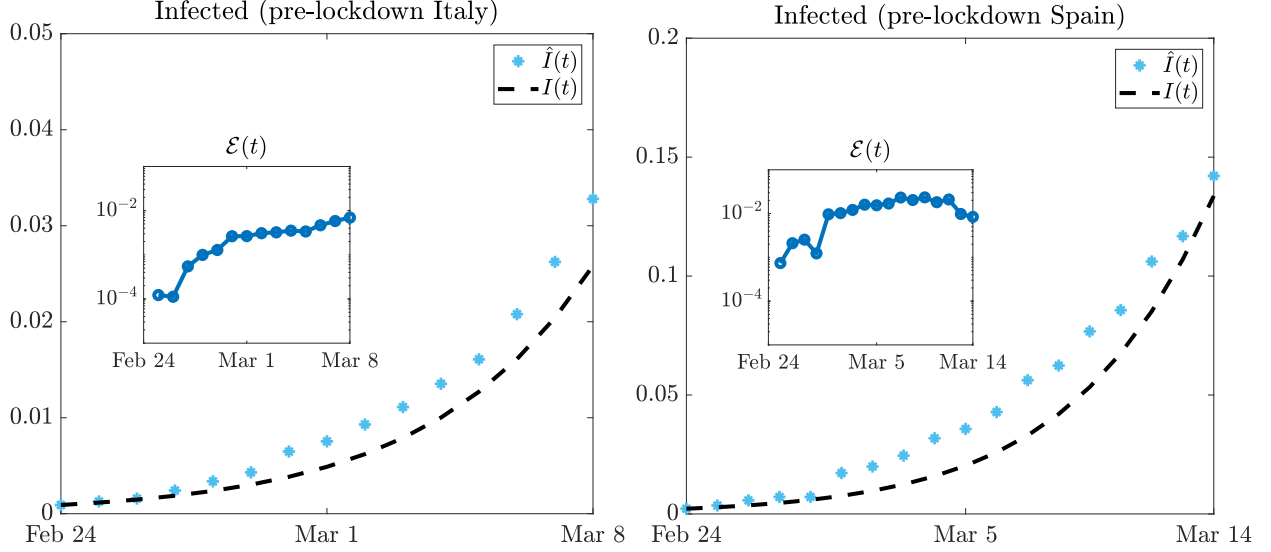 Infected (pre-lockdown Italy)
0.05
0.04
0.03
0.02
0.01
0
Feb 24
Mar 1
Mar 8
Î(t)
I(t)
ℰ(t)
10⁻²
10⁻⁴
Feb 24
Mar 1
Mar 8
Infected (pre-lockdown Spain)
0.2
0.15
0.1
0.05
0
Feb 24
Mar 5
Mar 14
Î(t)
I(t)
ℰ(t)
10⁻²
10⁻⁴
Feb 24
Mar 5
Mar 14